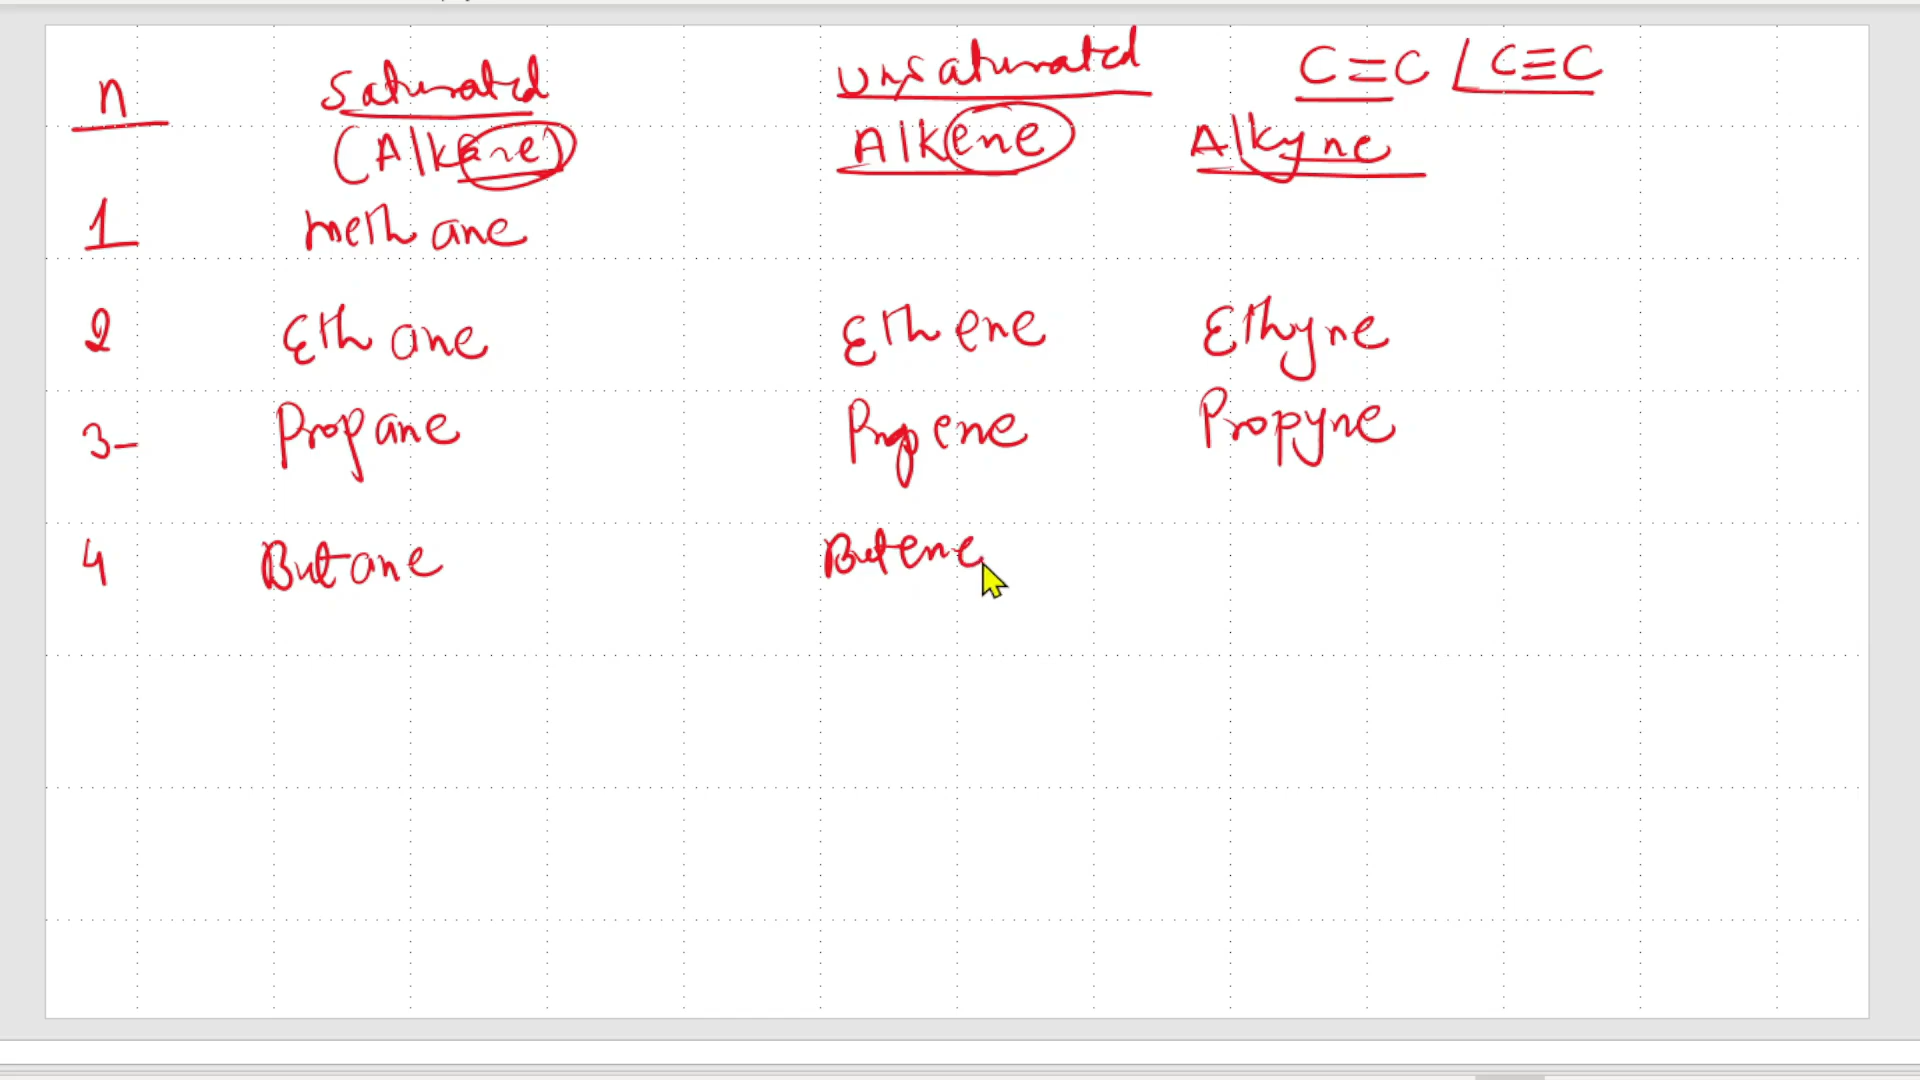 n Saturated Unsaturated C=C / C≡C
(Alkane) Alkene Alkyne
1 methane
2 Ethane Ethene Ethyne
3- Propane Propene Propyne
4 Butane Butene